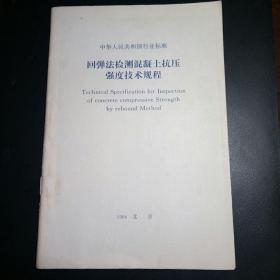 中华人民共和国行业标准
回弹法检测混凝土抗压
强度技术规程
Technical Specification for Inspection
of concrete compressive Strength
by rebound Method
北 京